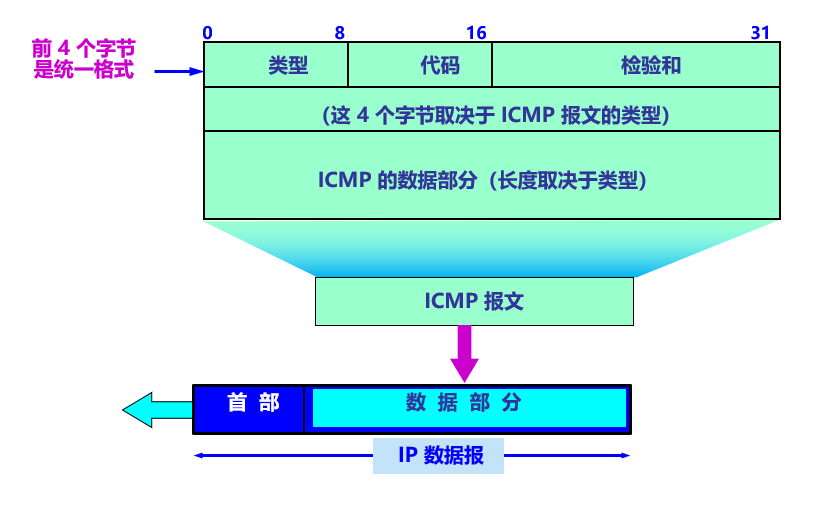 0 8 16 31
前 4 个字节
是统一格式
类型 代码 检验和
（这 4 个字节取决于 ICMP 报文的类型）
ICMP 的数据部分（长度取决于类型）
ICMP 报文
首 部 数 据 部 分
IP 数据报